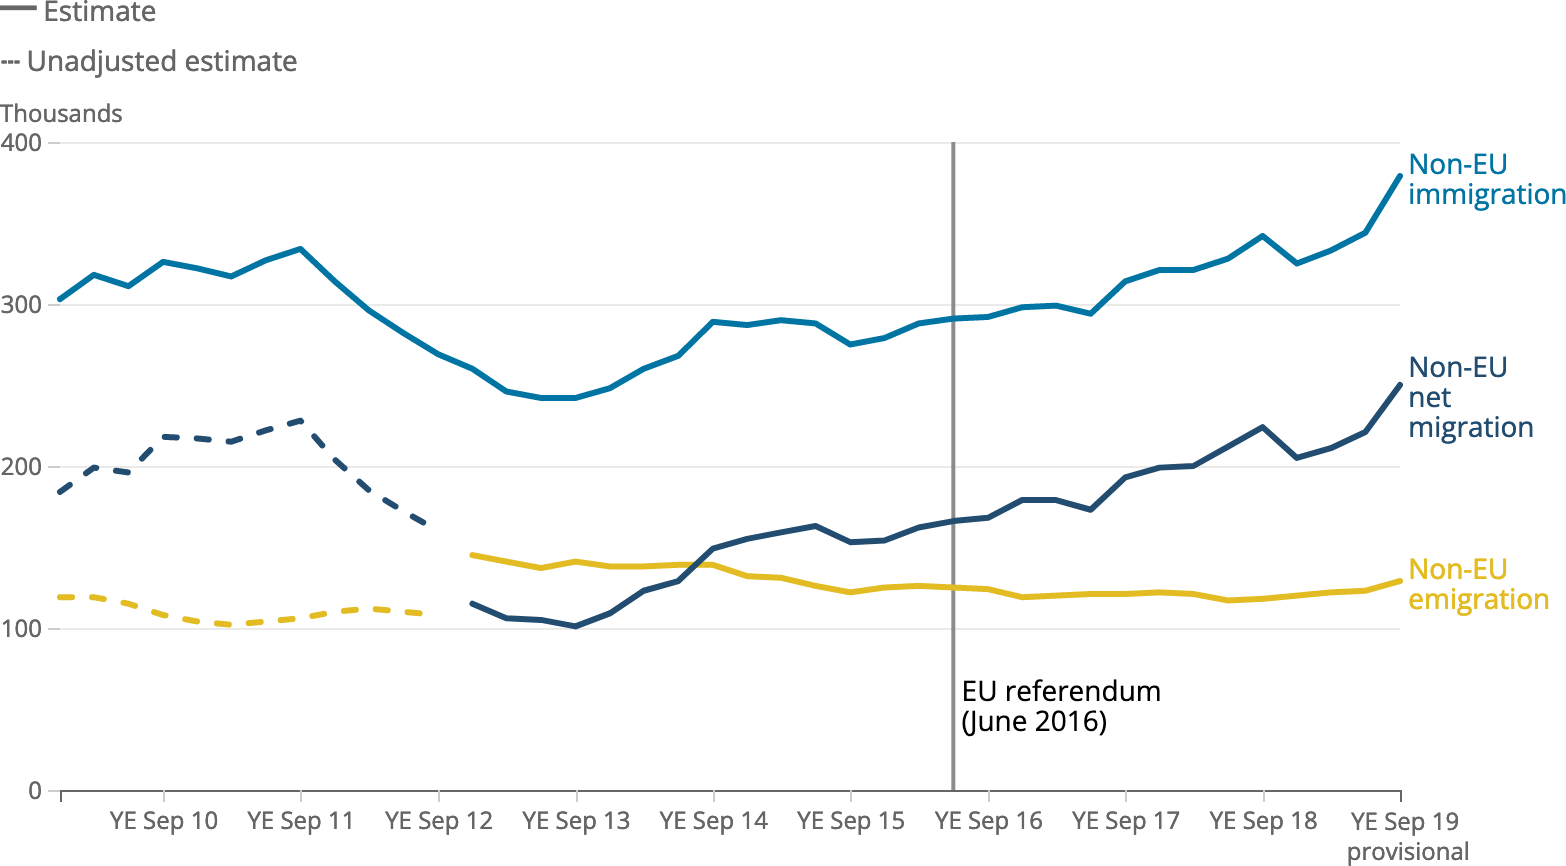 Estimate
Unadjusted estimate
Thousands
400
300
200
100
0
Non-EU
immigration
Non-EU
net
migration
Non-EU
emigration
EU referendum
(June 2016)
YE Sep 10
YE Sep 11
YE Sep 12
YE Sep 13
YE Sep 14
YE Sep 15
YE Sep 16
YE Sep 17
YE Sep 18
YE Sep 19
provisional